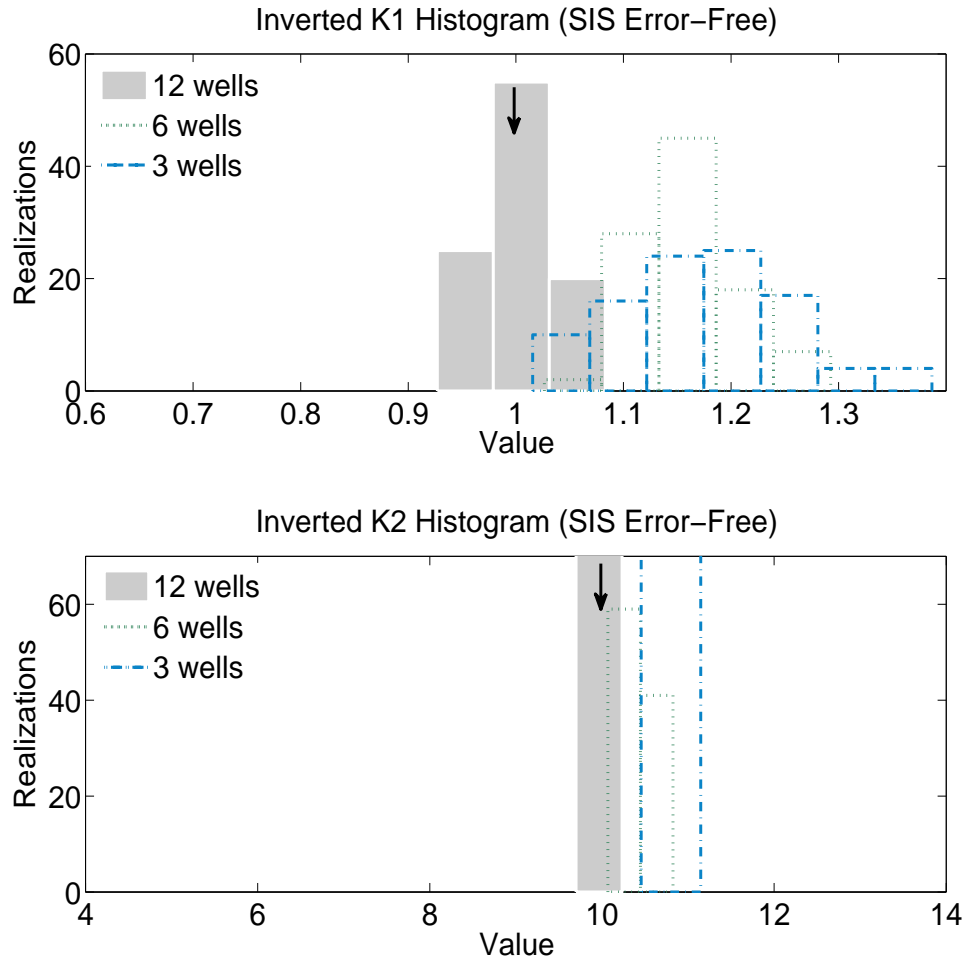 Inverted K1 Histogram (SIS Error−Free)
60
40
20
0
Realizations
12 wells
6 wells
3 wells
0.6 0.7 0.8 0.9 1 1.1 1.2 1.3
Value
Inverted K2 Histogram (SIS Error−Free)
60
40
20
0
Realizations
12 wells
6 wells
3 wells
4 6 8 10 12 14
Value